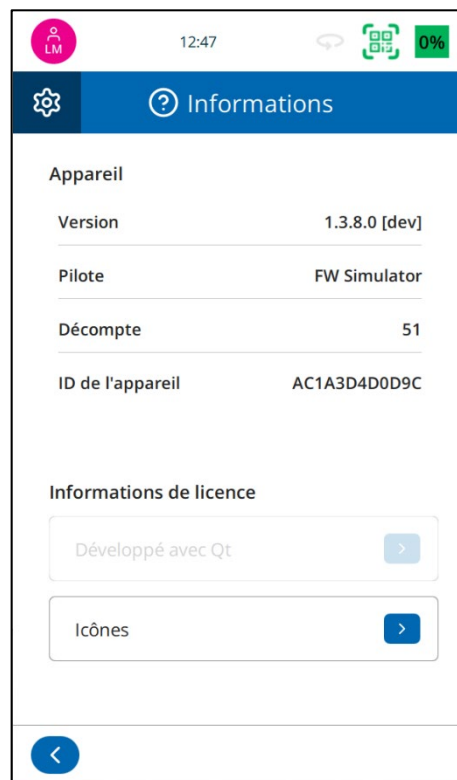 LM
12:47
0%
Informations
Appareil
Version 1.3.8.0 [dev]
Pilote FW Simulator
Décompte 51
ID de l'appareil AC1A3D4D0D9C
Informations de licence
Développé avec Qt
Icônes